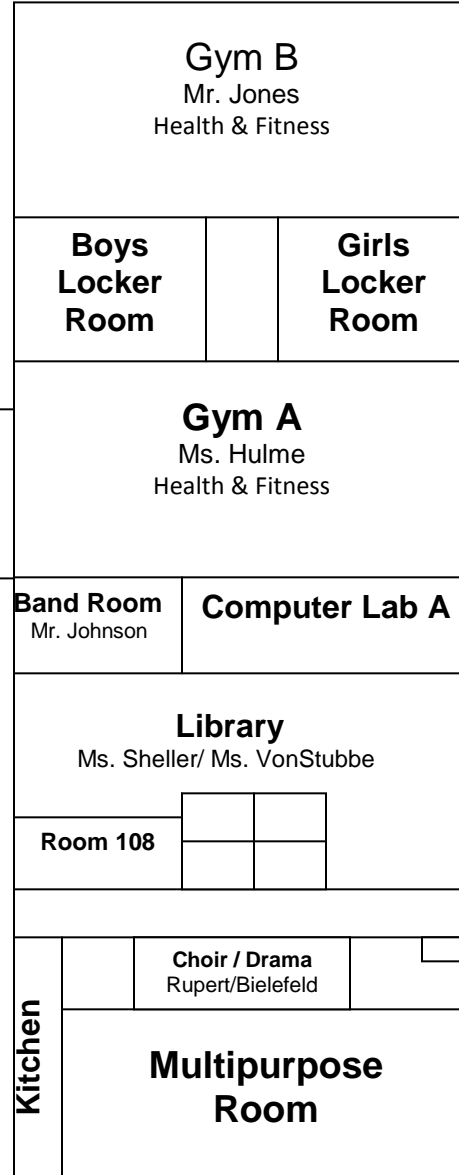 Gym B
Mr. Jones
Health & Fitness
Boys
Locker
Room
Girls
Locker
Room
Gym A
Ms. Hulme
Health & Fitness
Band Room
Mr. Johnson
Computer Lab A
Library
Ms. Sheller/ Ms. VonStubbe
Room 108
Choir / Drama
Rupert/Bielefeld
Kitchen
Multipurpose
Room